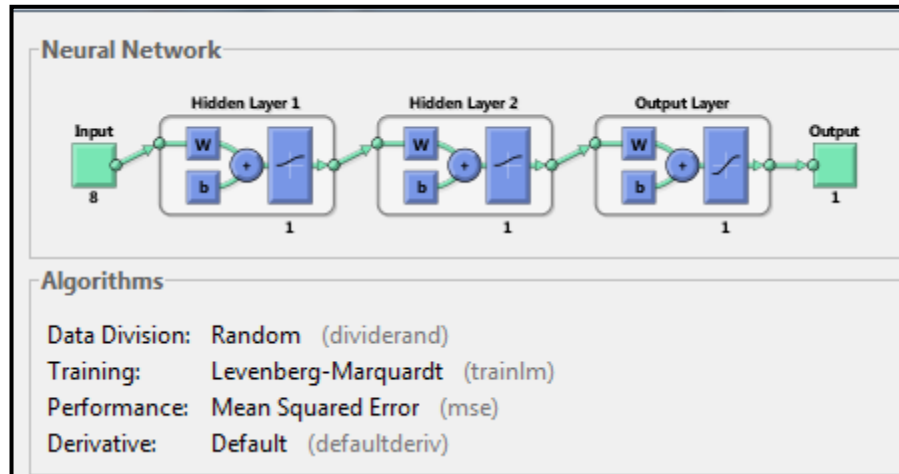 Neural Network
Hidden Layer 1 Hidden Layer 2 Output Layer
Input Output
W W W
+ + +
b b b
8 1
1 1 1
Algorithms
Data Division: Random (dividerand)
Training: Levenberg-Marquardt (trainlm)
Performance: Mean Squared Error (mse)
Derivative: Default (defaultderiv)